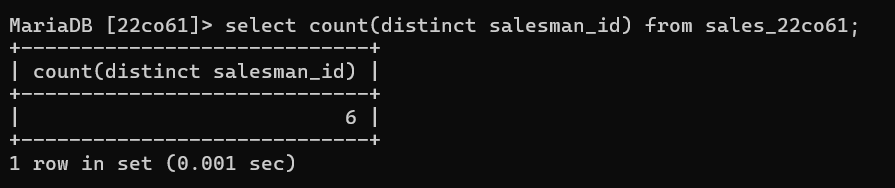 MariaDB [22co61]> select count(distinct salesman_id) from sales_22co61;
+-----------------------------+
| count(distinct salesman_id) |
+-----------------------------+
|                           6 |
+-----------------------------+
1 row in set (0.001 sec)